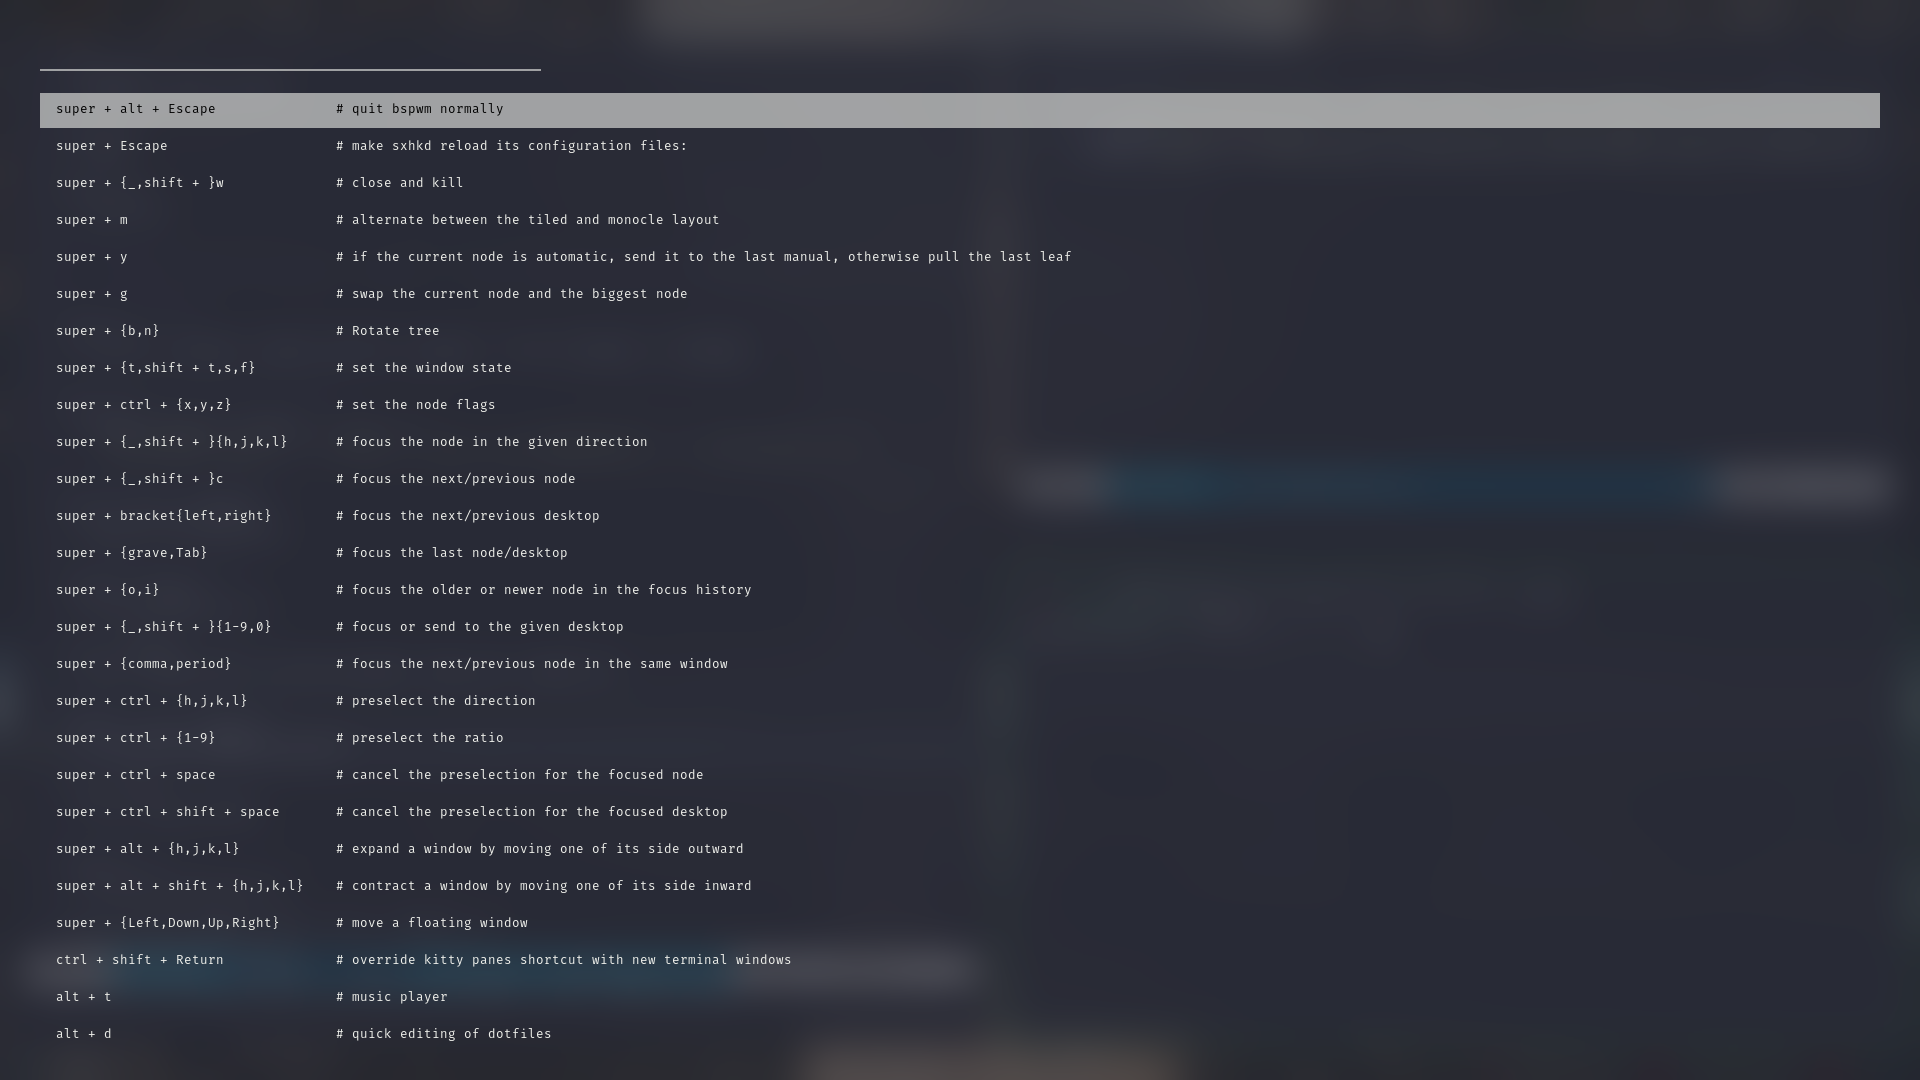 super + alt + Escape # quit bspwm normally
super + Escape # make sxhkd reload its configuration files:
super + {_,shift + }w # close and kill
super + m # alternate between the tiled and monocle layout
super + y # if the current node is automatic, send it to the last manual, otherwise pull the last leaf
super + g # swap the current node and the biggest node
super + {b,n} # Rotate tree
super + {t,shift + t,s,f} # set the window state
super + ctrl + {x,y,z} # set the node flags
super + {_,shift + }{h,j,k,l} # focus the node in the given direction
super + {_,shift + }c # focus the next/previous node
super + bracket{left,right} # focus the next/previous desktop
super + {grave,Tab} # focus the last node/desktop
super + {o,i} # focus the older or newer node in the focus history
super + {_,shift + }{1-9,0} # focus or send to the given desktop
super + {comma,period} # focus the next/previous node in the same window
super + ctrl + {h,j,k,l} # preselect the direction
super + ctrl + {1-9} # preselect the ratio
super + ctrl + space # cancel the preselection for the focused node
super + ctrl + shift + space # cancel the preselection for the focused desktop
super + alt + {h,j,k,l} # expand a window by moving one of its side outward
super + alt + shift + {h,j,k,l} # contract a window by moving one of its side inward
super + {Left,Down,Up,Right} # move a floating window
ctrl + shift + Return # override kitty panes shortcut with new terminal windows
alt + t # music player
alt + d # quick editing of dotfiles